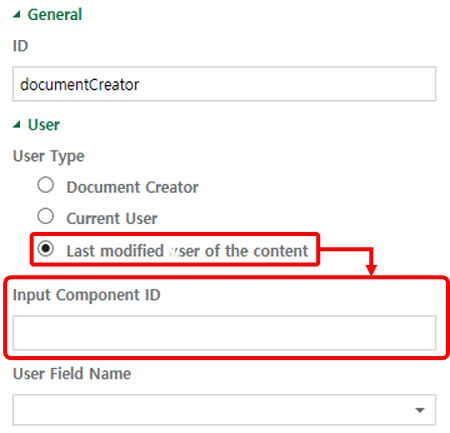 General
ID
documentCreator
User
User Type
Document Creator
Current User
Last modified user of the content
Input Component ID
User Field Name